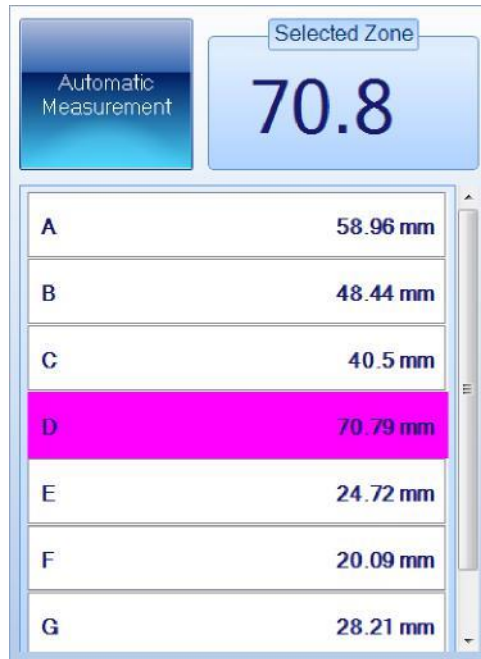 Selected Zone
Automatic
Measurement
70.8
A 58.96 mm
B 48.44 mm
C 40.5 mm
D 70.79 mm
E 24.72 mm
F 20.09 mm
G 28.21 mm